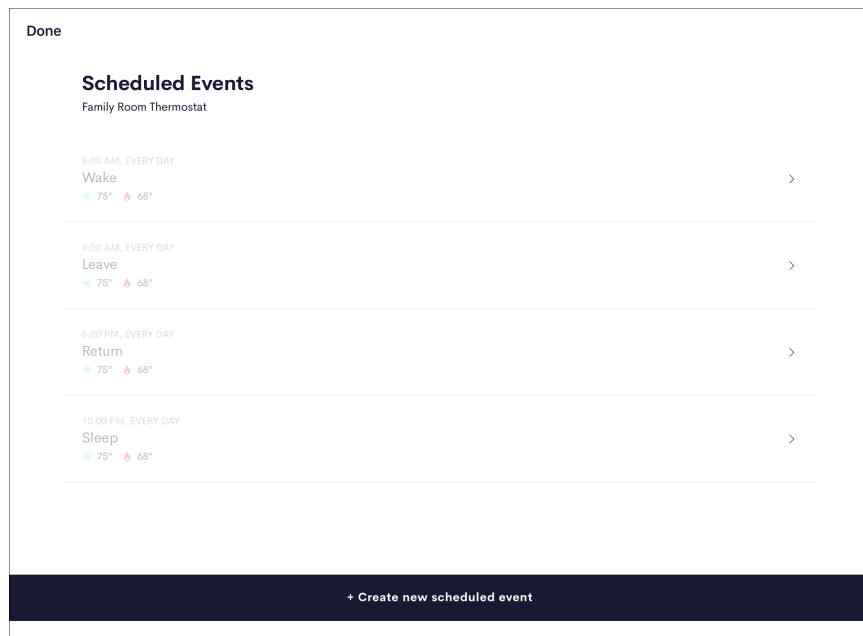 Done
Scheduled Events
Family Room Thermostat
8:00 AM, EVERY DAY
Wake
75° 68°
9:00 AM, EVERY DAY
Leave
75° 68°
6:00 PM, EVERY DAY
Return
75° 68°
10:00 PM, EVERY DAY
Sleep
75° 68°
+ Create new scheduled event